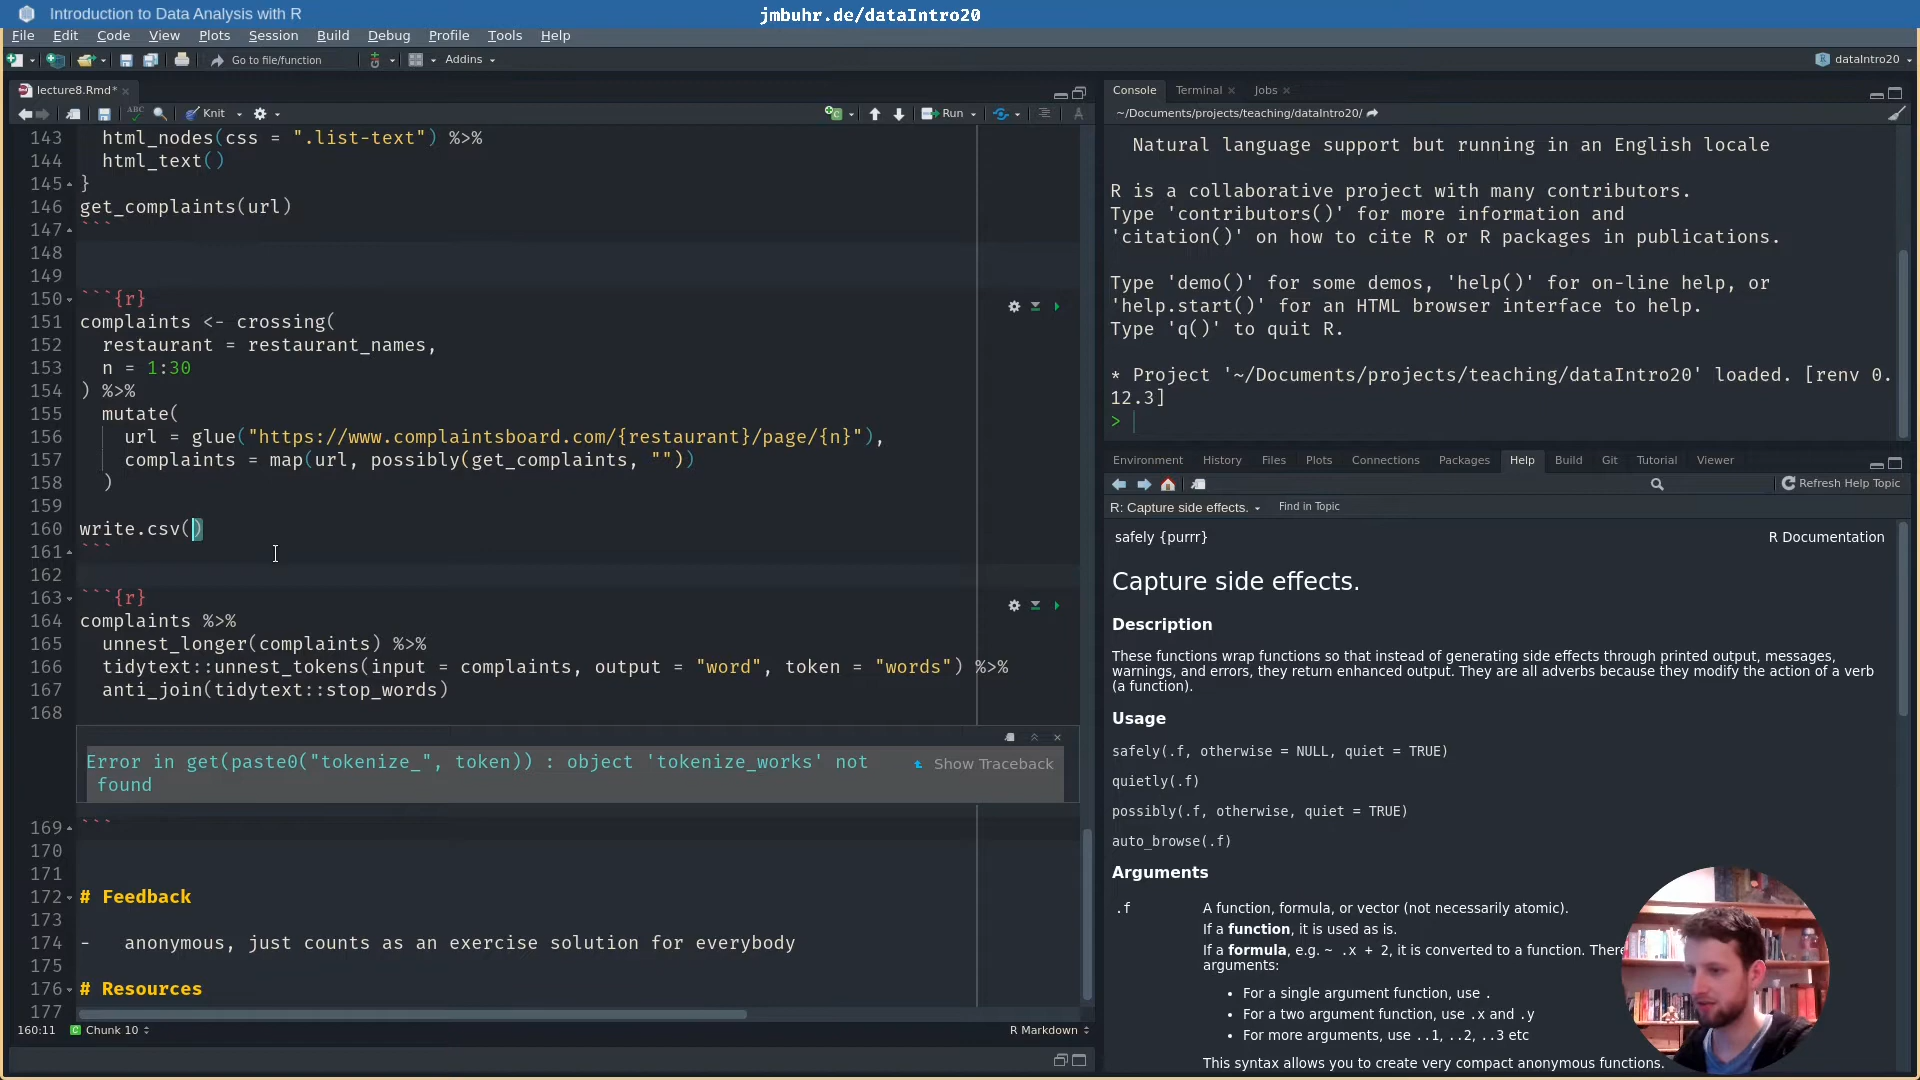 Introduction to Data Analysis with R
jmbuhr.de/dataIntro20
File Edit Code View Plots Session Build Debug Profile Tools Help
Go to file/function Addins dataIntro20
lecture8.Rmd*
Knit Run
143 html_nodes(css = ".list-text") %>%
144 html_text()
145 }
146 get_complaints(url)
147 ```
148
149
150 ```{r}
151 complaints <- crossing(
152 restaurant = restaurant_names,
153 n = 1:30
154 ) %>%
155 mutate(
156 url = glue("https://www.complaintsboard.com/{restaurant}/page/{n}"),
157 complaints = map(url, possibly(get_complaints, ""))
158 )
159
160 write.csv()
161 ```
162
163 ```{r}
164 complaints %>%
165 unnest_longer(complaints) %>%
166 tidytext::unnest_tokens(input = complaints, output = "word", token = "words") %>%
167 anti_join(tidytext::stop_words)
168
Error in get(paste0("tokenize_", token)) : object 'tokenize_works' not
found
Show Traceback
169 ```
170
171
172 # Feedback
173
174 - anonymous, just counts as an exercise solution for everybody
175
176 # Resources
177
160:11 Chunk 10 R Markdown
Console Terminal Jobs
~/Documents/projects/teaching/dataIntro20/
Natural language support but running in an English locale
R is a collaborative project with many contributors.
Type 'contributors()' for more information and
'citation()' on how to cite R or R packages in publications.
Type 'demo()' for some demos, 'help()' for on-line help, or
'help.start()' for an HTML browser interface to help.
Type 'q()' to quit R.
* Project '~/Documents/projects/teaching/dataIntro20' loaded. [renv 0.
12.3]
>
Environment History Files Plots Connections Packages Help Build Git Tutorial Viewer
Refresh Help Topic
R: Capture side effects. Find in Topic
safely {purrr} R Documentation
Capture side effects.
Description
These functions wrap functions so that instead of generating side effects through printed output, messages,
warnings, and errors, they return enhanced output. They are all adverbs because they modify the action of a verb
(a function).
Usage
safely(.f, otherwise = NULL, quiet = TRUE)
quietly(.f)
possibly(.f, otherwise, quiet = TRUE)
auto_browse(.f)
Arguments
.f A function, formula, or vector (not necessarily atomic).
If a function, it is used as is.
If a formula, e.g. ~ .x + 2, it is converted to a function. There
arguments:
• For a single argument function, use .
• For a two argument function, use .x and .y
• For more arguments, use ..1, ..2, ..3 etc
This syntax allows you to create very compact anonymous functions.